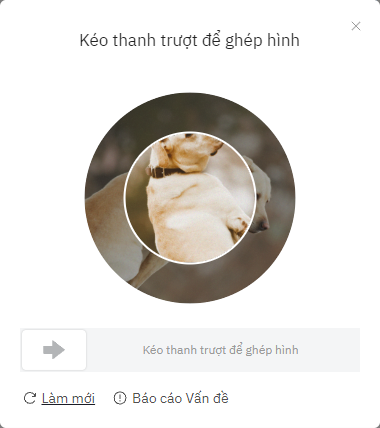 Kéo thanh trượt để ghép hình
Kéo thanh trượt để ghép hình
Làm mới
Báo cáo Vấn đề